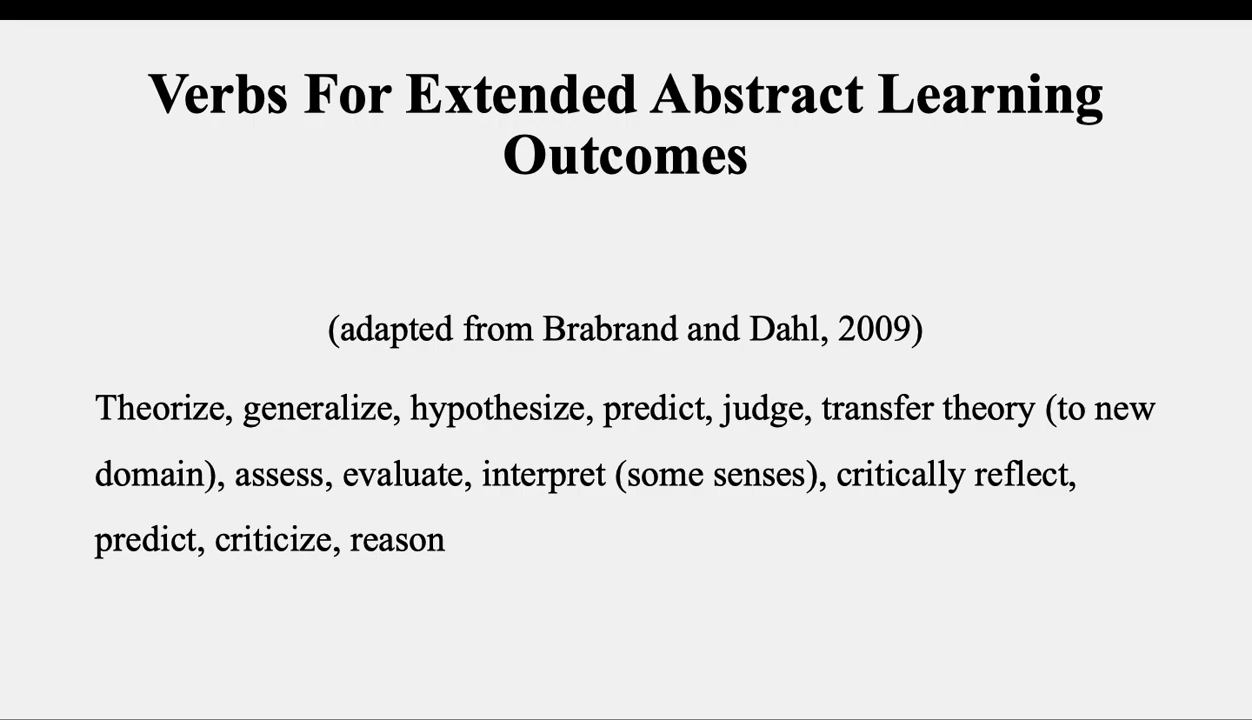 Verbs For Extended Abstract Learning
Outcomes
(adapted from Brabrand and Dahl, 2009)
Theorize, generalize, hypothesize, predict, judge, transfer theory (to new
domain), assess, evaluate, interpret (some senses), critically reflect,
predict, criticize, reason